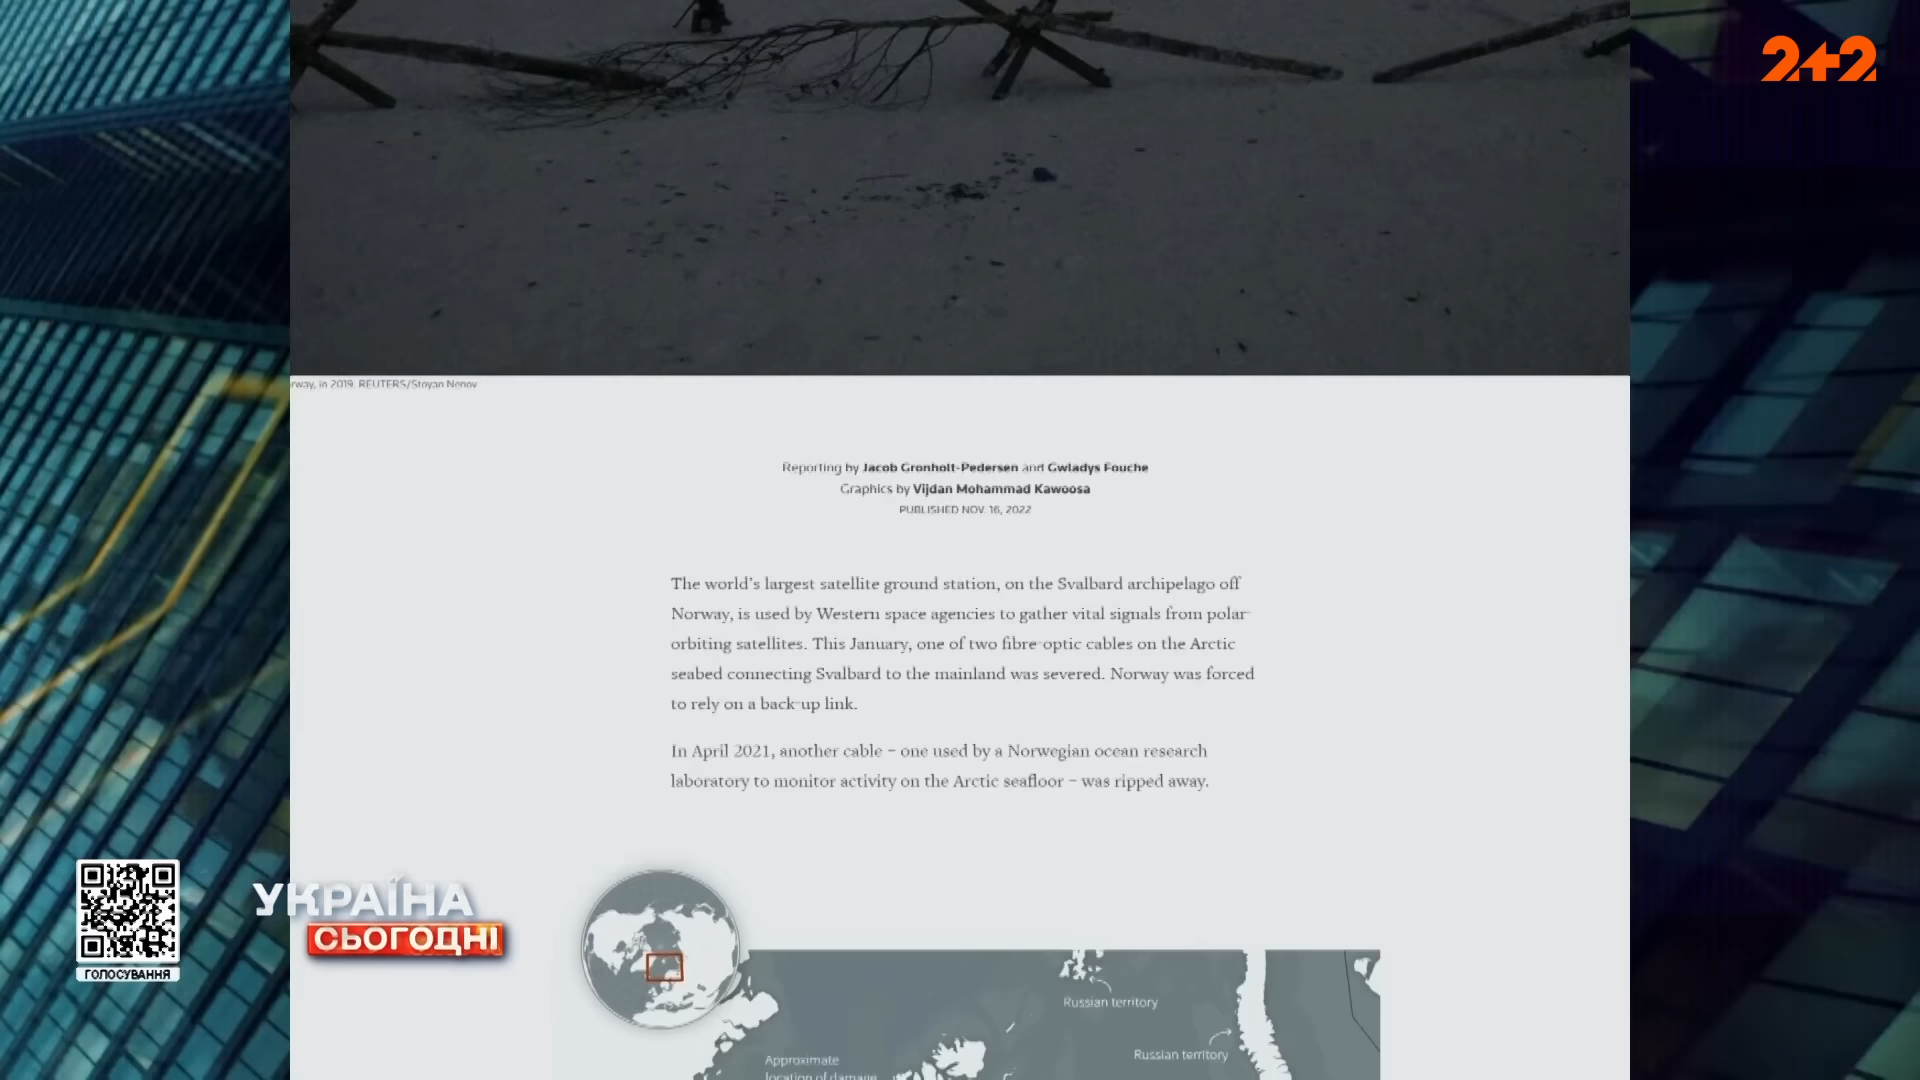 2+2
rway, in 2019. REUTERS/Stoyan Nenov
Reporting by Jacob Gronholt-Pedersen and Gwladys Fouche
Graphics by Vijdan Mohammad Kawoosa
PUBLISHED NOV. 16, 2022
The world’s largest satellite ground station, on the Svalbard archipelago off
Norway, is used by Western space agencies to gather vital signals from polar-
orbiting satellites. This January, one of two fibre-optic cables on the Arctic
seabed connecting Svalbard to the mainland was severed. Norway was forced
to rely on a back-up link.
In April 2021, another cable – one used by a Norwegian ocean research
laboratory to monitor activity on the Arctic seafloor – was ripped away.
УКРАЇНА
СЬОГОДНІ
ГОЛОСУВАННЯ
Russian territory
Russian territory
Approximate
location of damage